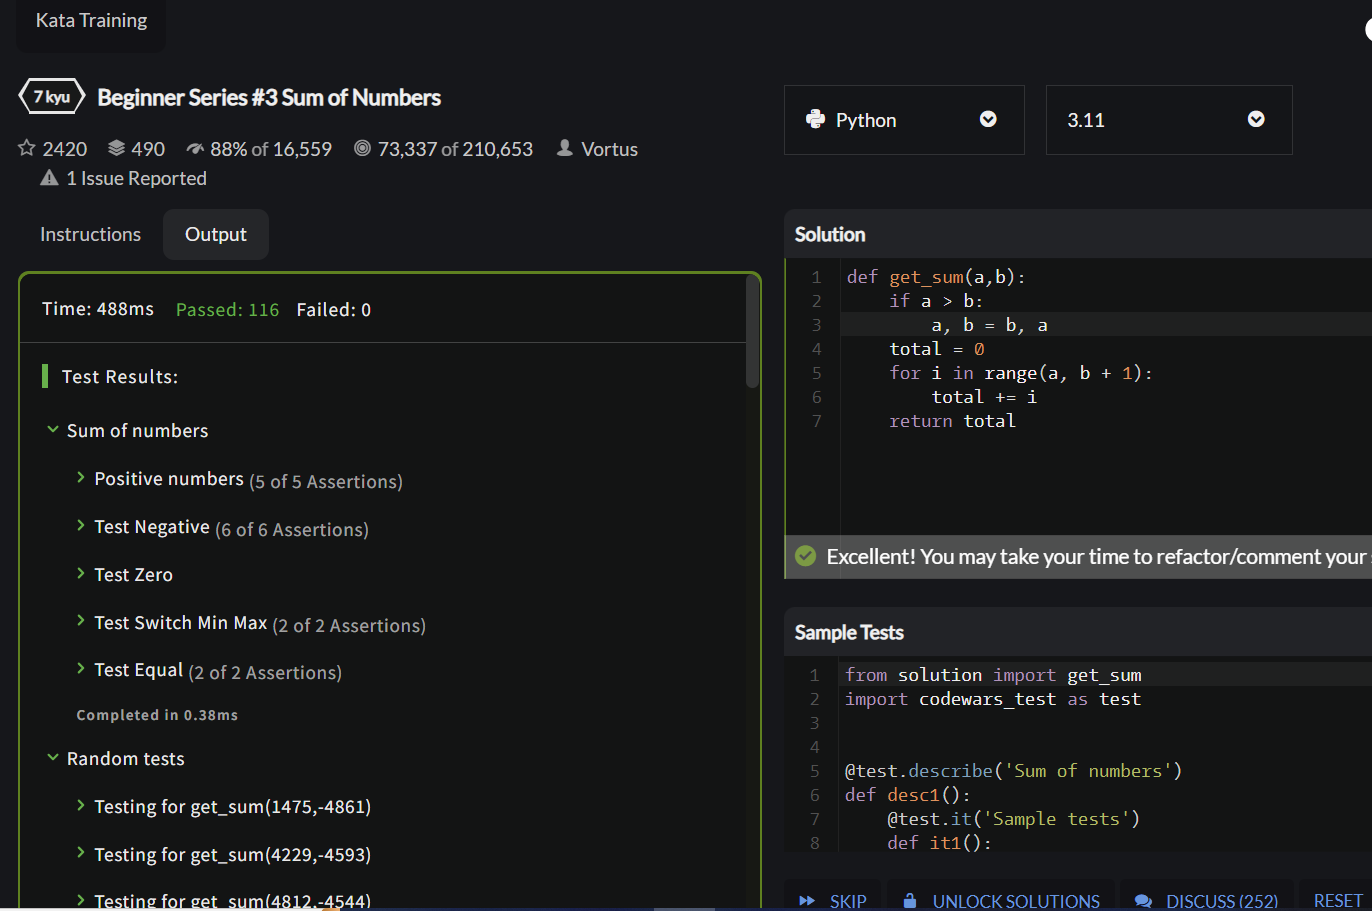 Kata Training
7 kyu Beginner Series #3 Sum of Numbers
2420 490 88% of 16,559 73,337 of 210,653 Vortus
1 Issue Reported
Instructions Output
Time: 488ms Passed: 116 Failed: 0
Test Results:
Sum of numbers
Positive numbers (5 of 5 Assertions)
Test Negative (6 of 6 Assertions)
Test Zero
Test Switch Min Max (2 of 2 Assertions)
Test Equal (2 of 2 Assertions)
Completed in 0.38ms
Random tests
Testing for get_sum(1475,-4861)
Testing for get_sum(4229,-4593)
Testing for get_sum(4812,-4544)
Python 3.11
Solution
1 def get_sum(a,b):
2     if a > b:
3         a, b = b, a
4     total = 0
5     for i in range(a, b + 1):
6         total += i
7     return total
Excellent! You may take your time to refactor/comment your
Sample Tests
1 from solution import get_sum
2 import codewars_test as test
3
4
5 @test.describe('Sum of numbers')
6 def desc1():
7     @test.it('Sample tests')
8     def it1():
SKIP UNLOCK SOLUTIONS DISCUSS (252) RESET